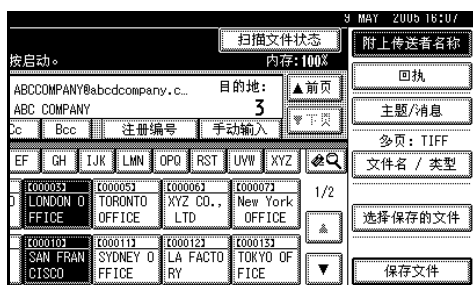 9 MAY 2005 16:07
扫描文件状态
附上传送者名称
按启动。
内存:100%
回执
ABCCOMPANY@abcdcompany.c...
目的地:
▲前页
ABC COMPANY
3
▼下页
主题/消息
Cc
Bcc
注册编号
手动输入
多页: TIFF
文件名 / 类型
EF
GH
IJK
LMN
OPQ
RST
UVW
XYZ
[00003]
LONDON O
FFICE
[00005]
TORONTO
OFFICE
[00006]
XYZ CO.,
LTD
[00007]
New York
OFFICE
1/2
选择保存的文件
[00010]
SAN FRAN
CISCO
[00011]
SYDNEY O
FFICE
[00012]
LA FACTO
RY
[00013]
TOKYO OF
FICE
▲
▼
保存文件